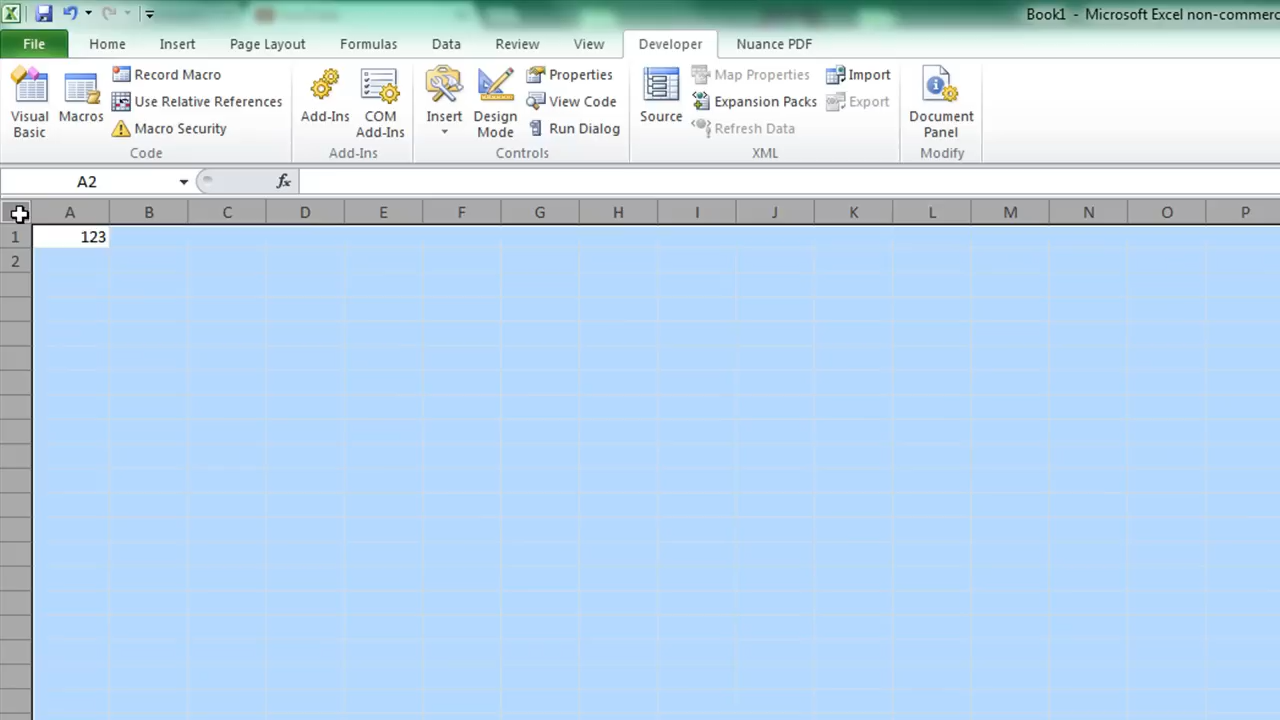 Book1 - Microsoft Excel non-commerc
File Home Insert Page Layout Formulas Data Review View Developer Nuance PDF
Visual Basic
Macros
Record Macro
Use Relative References
Macro Security
Code
Add-Ins
COM Add-Ins
Add-Ins
Insert
Design Mode
Properties
View Code
Run Dialog
Controls
Source
Map Properties
Expansion Packs
Refresh Data
Import
Export
XML
Document Panel
Modify
A2 fx
A B C D E F G H I J K L M N O P
1 123
2